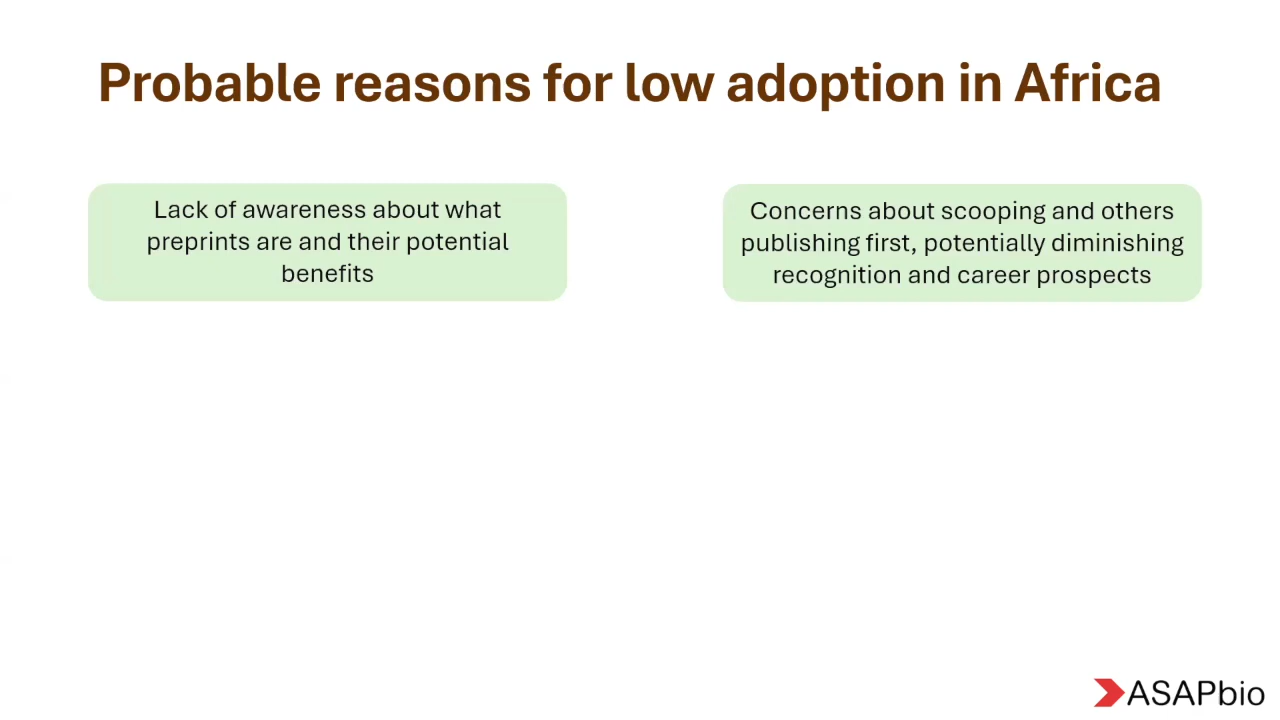 Probable reasons for low adoption in Africa
Lack of awareness about what
preprints are and their potential
benefits
Concerns about scooping and others
publishing first, potentially diminishing
recognition and career prospects
ASAPbio